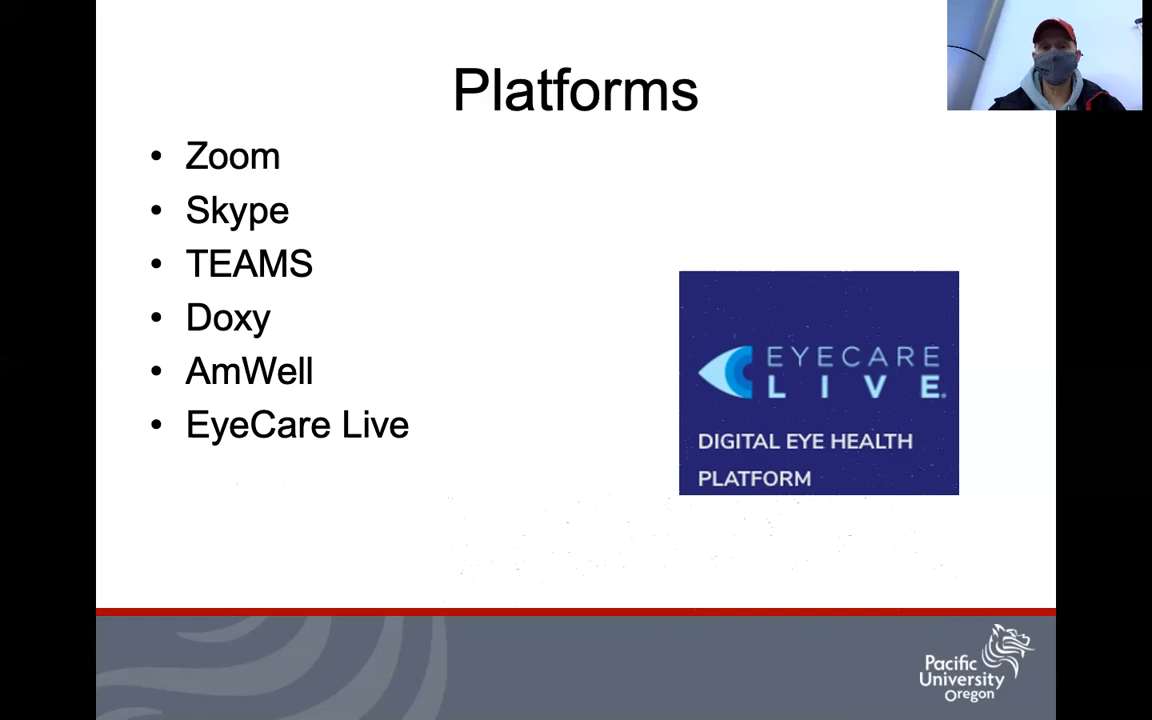 Platforms
• Zoom
• Skype
• TEAMS
• Doxy
• AmWell
• EyeCare Live
EYECARE
LIVE®
DIGITAL EYE HEALTH
PLATFORM
Pacific
University
Oregon